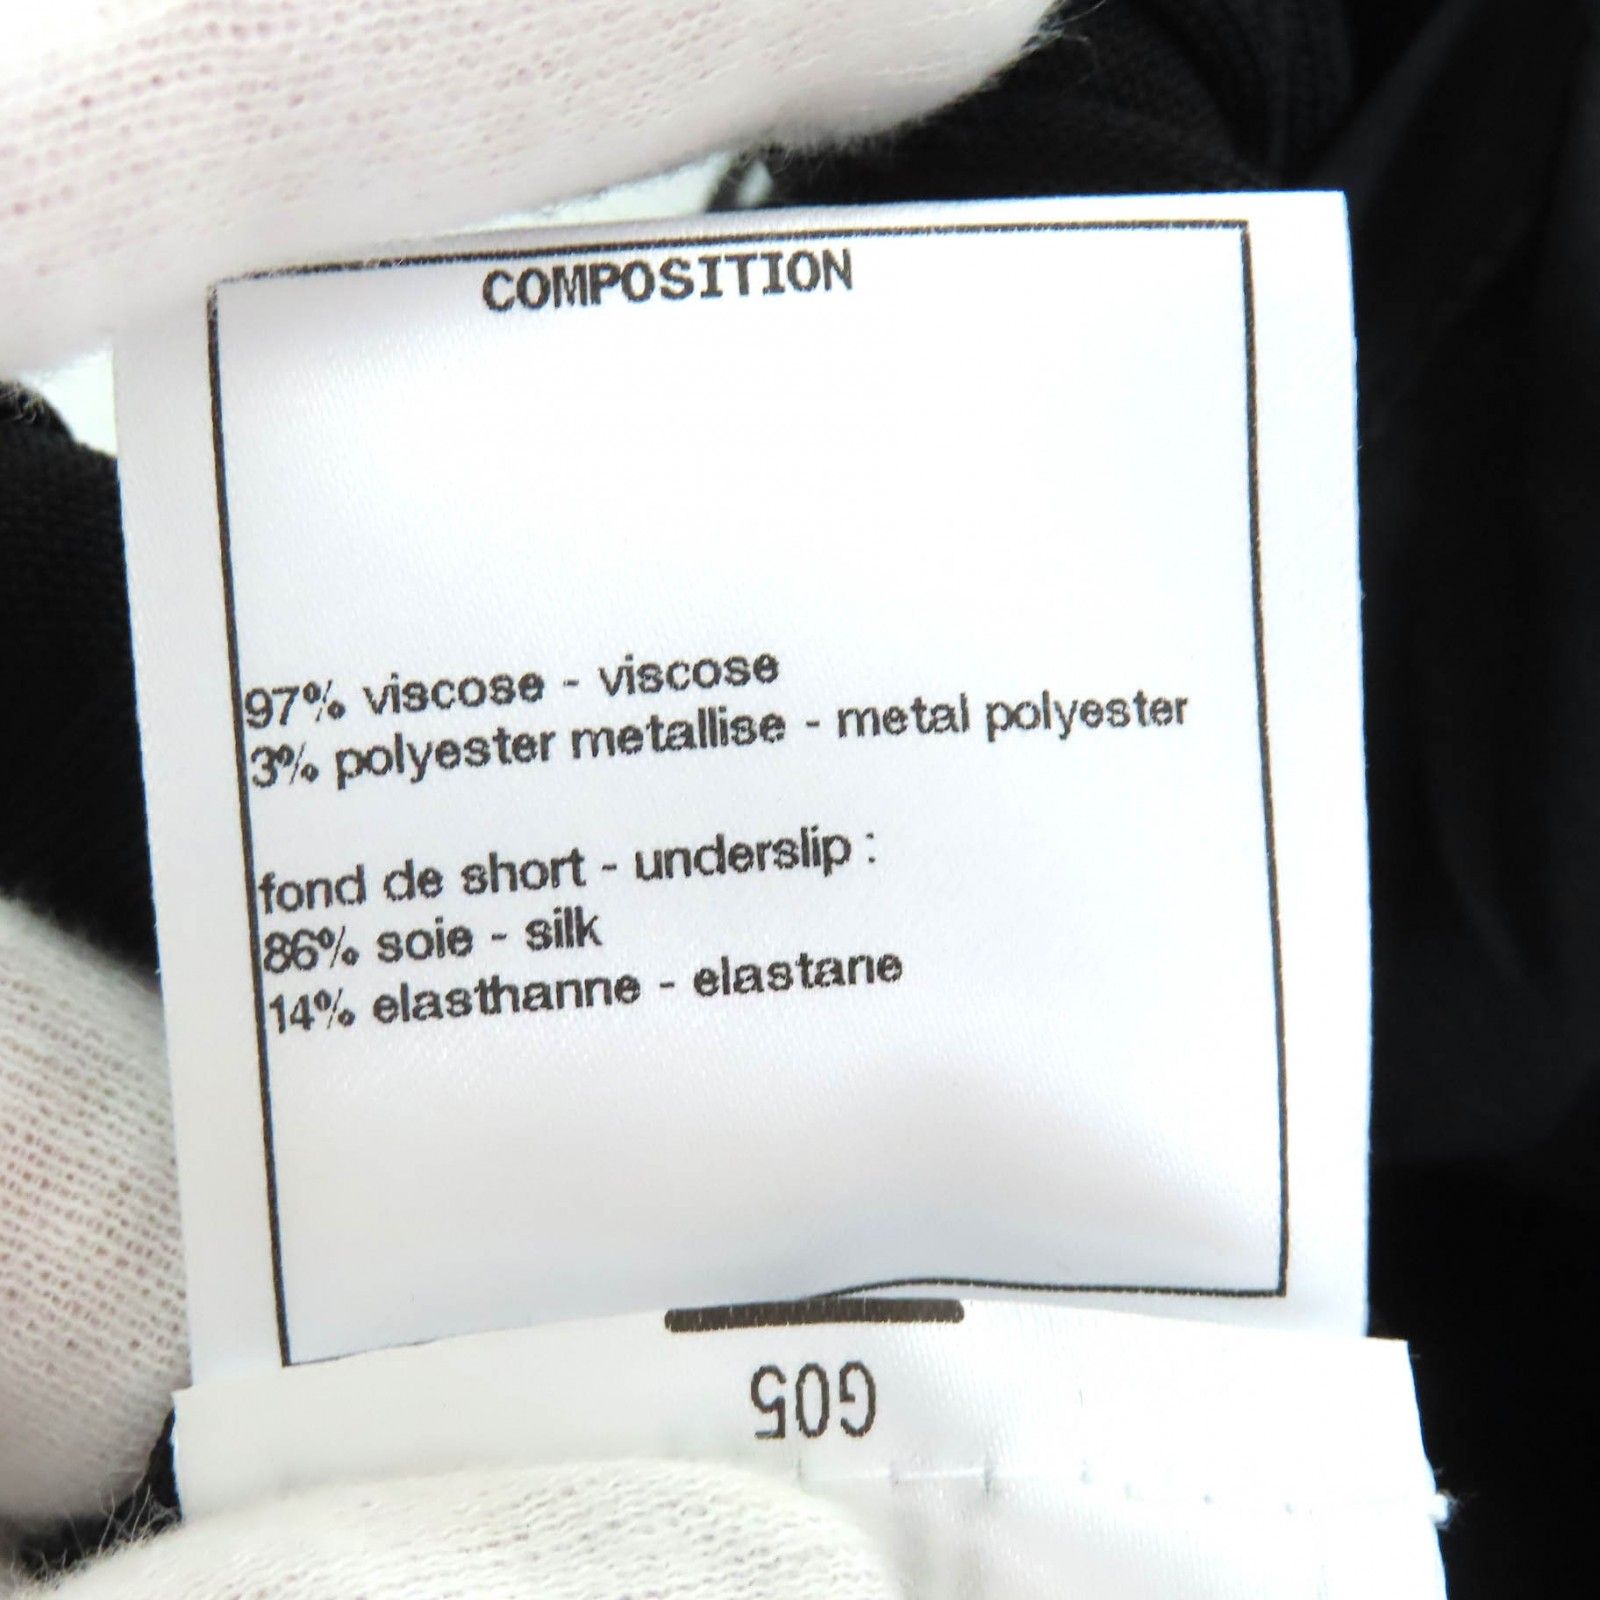 COMPOSITION
97% viscose - viscose
3% polyester metallise - metal polyester
fond de short - underslip :
86% soie - silk
14% elasthanne - elastane
G05